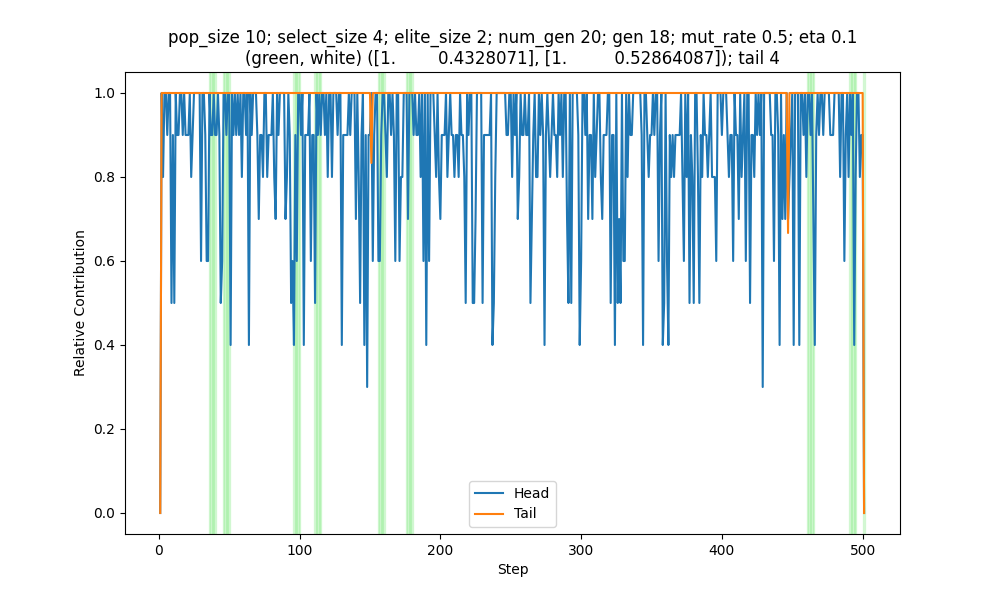 pop_size 10; select_size 4; elite_size 2; num_gen 20; gen 18; mut_rate 0.5; eta 0.1
(green, white) ([1.        0.4328071], [1.         0.52864087]); tail 4
1.0
0.8
0.6
0.4
0.2
0.0
Relative Contribution
Head
Tail
0 100 200 300 400 500
Step